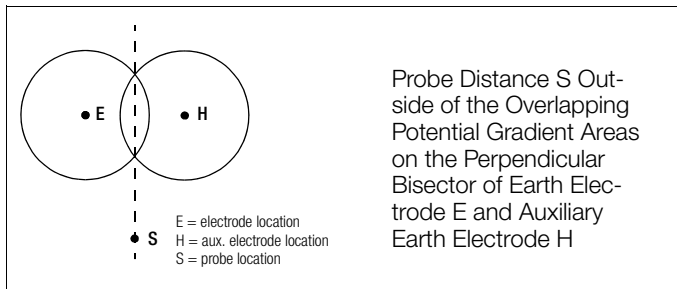 E
H
S
E = electrode location
H = aux. electrode location
S = probe location
Probe Distance S Out-
side of the Overlapping
Potential Gradient Areas
on the Perpendicular
Bisector of Earth Elec-
trode E and Auxiliary
Earth Electrode H